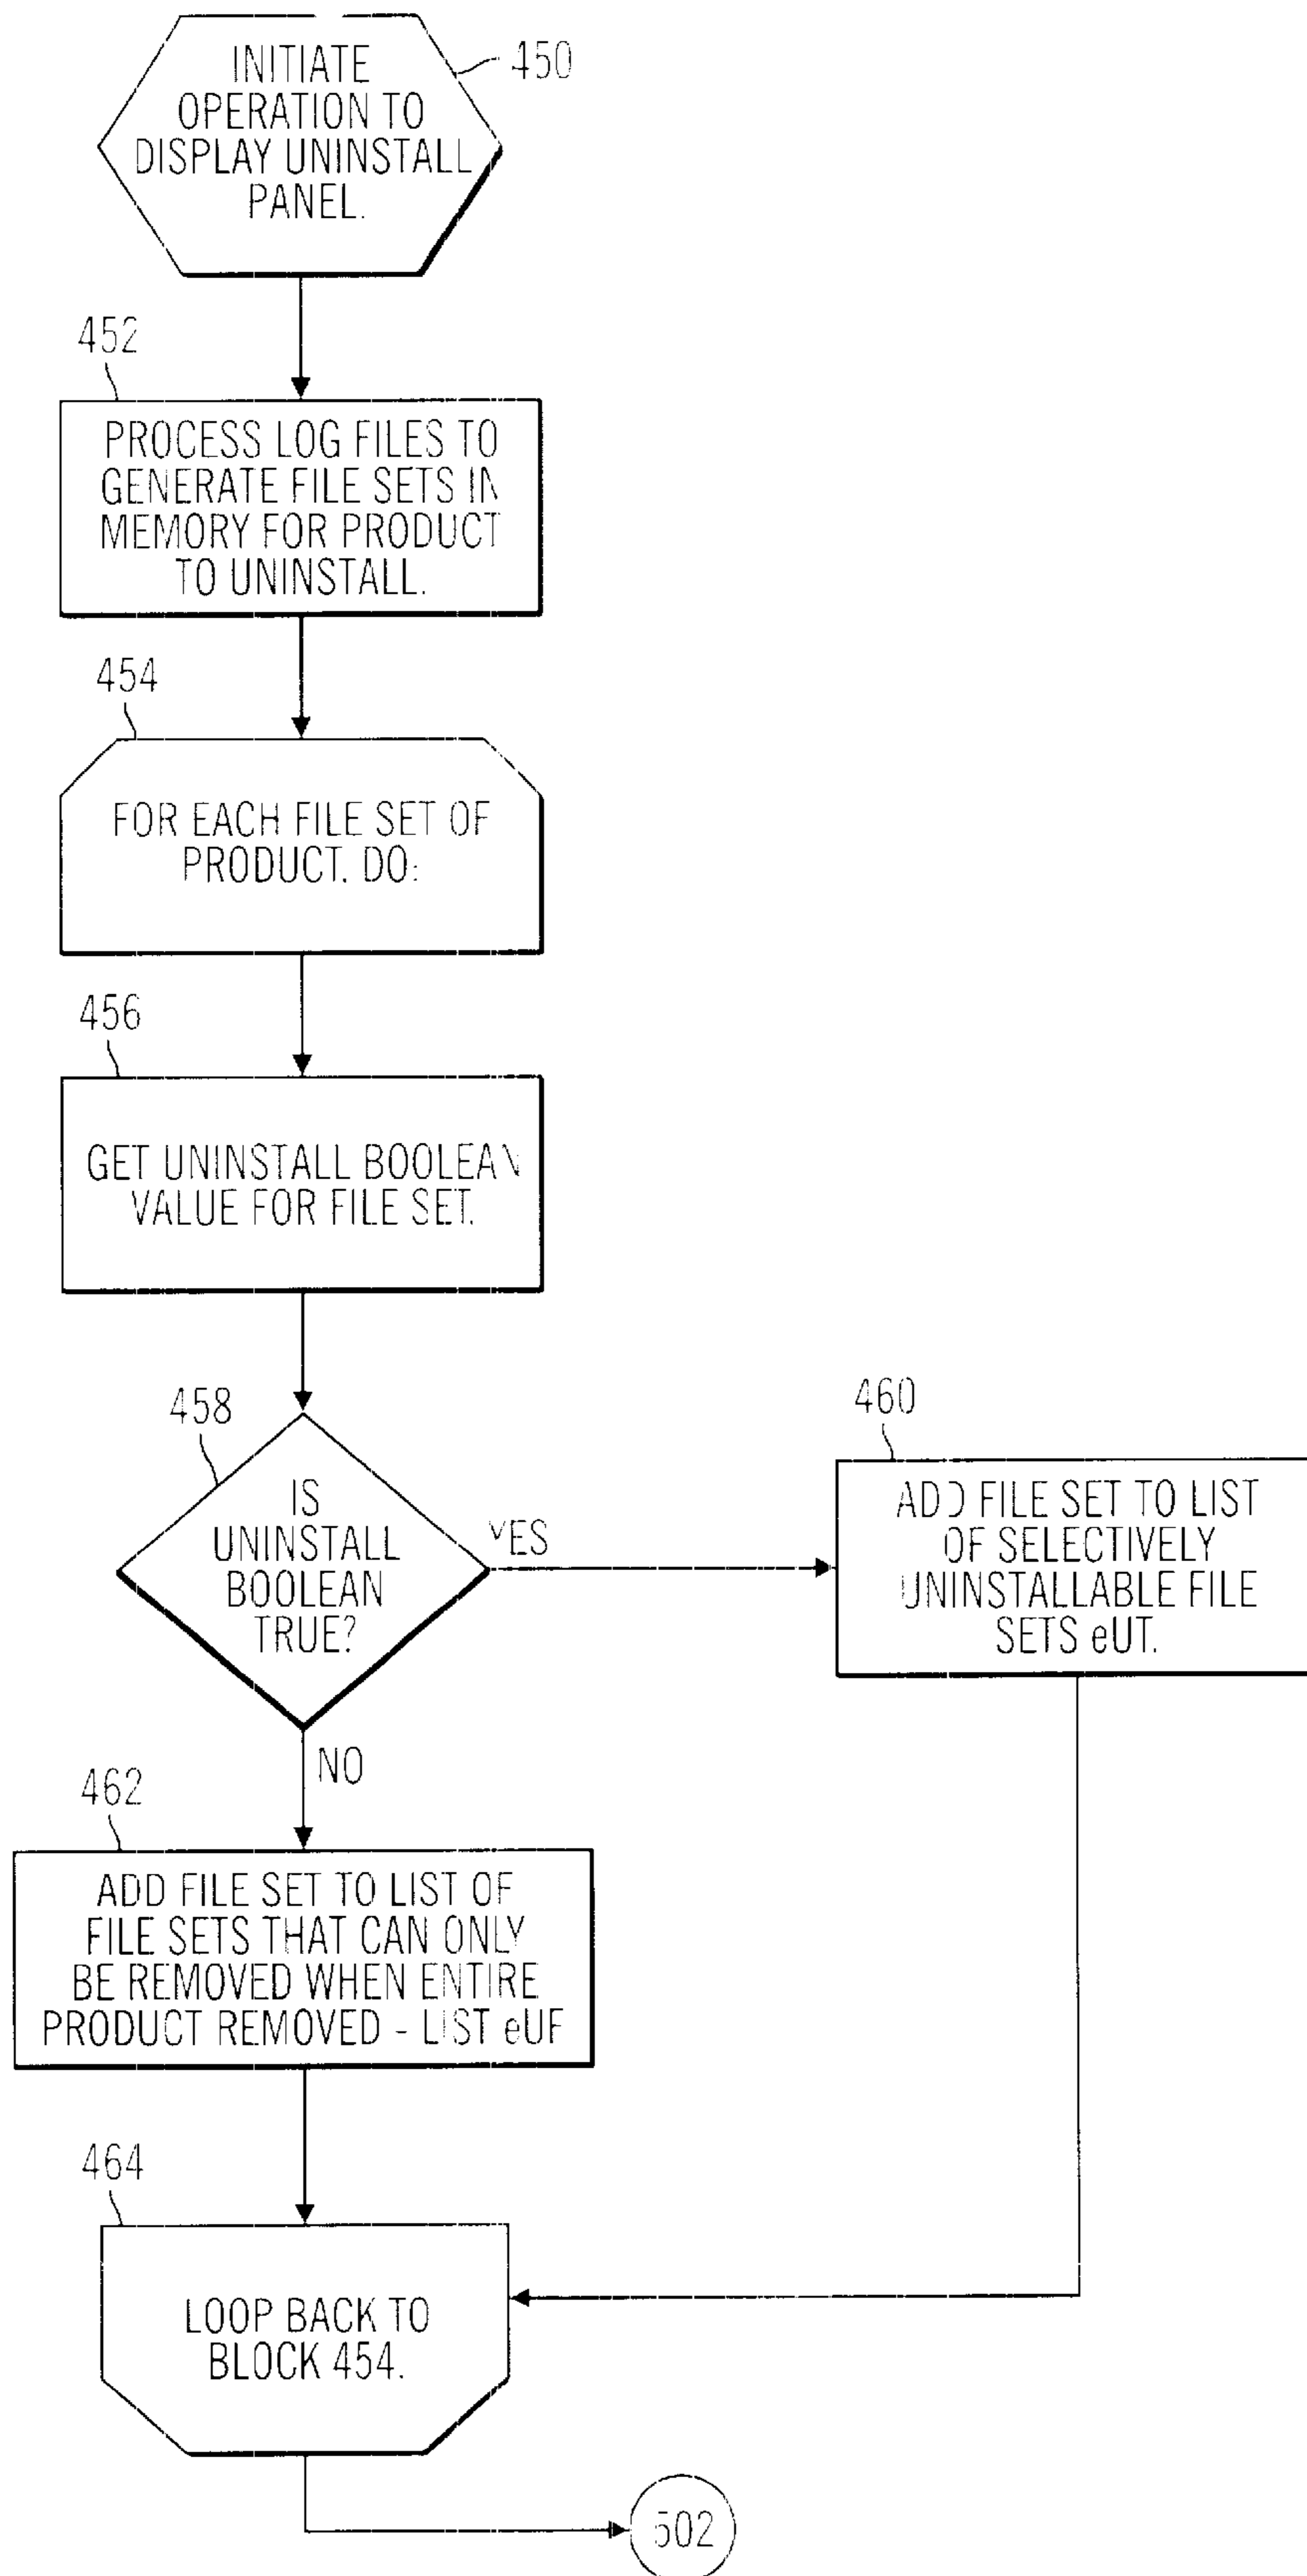 INITIATE
OPERATION TO
DISPLAY UNINSTALL
PANEL.
450
452
PROCESS LOG FILES TO
GENERATE FILE SETS IN
MEMORY FOR PRODUCT
TO UNINSTALL.
454
FOR EACH FILE SET OF
PRODUCT, DO:
456
GET UNINSTALL BOOLEAN
VALUE FOR FILE SET.
458
IS
UNINSTALL
BOOLEAN
TRUE?
YES
460
ADD FILE SET TO LIST
OF SELECTIVELY
UNINSTALLABLE FILE
SETS eUT.
NO
462
ADD FILE SET TO LIST OF
FILE SETS THAT CAN ONLY
BE REMOVED WHEN ENTIRE
PRODUCT REMOVED - LIST eUF
464
LOOP BACK TO
BLOCK 454.
502